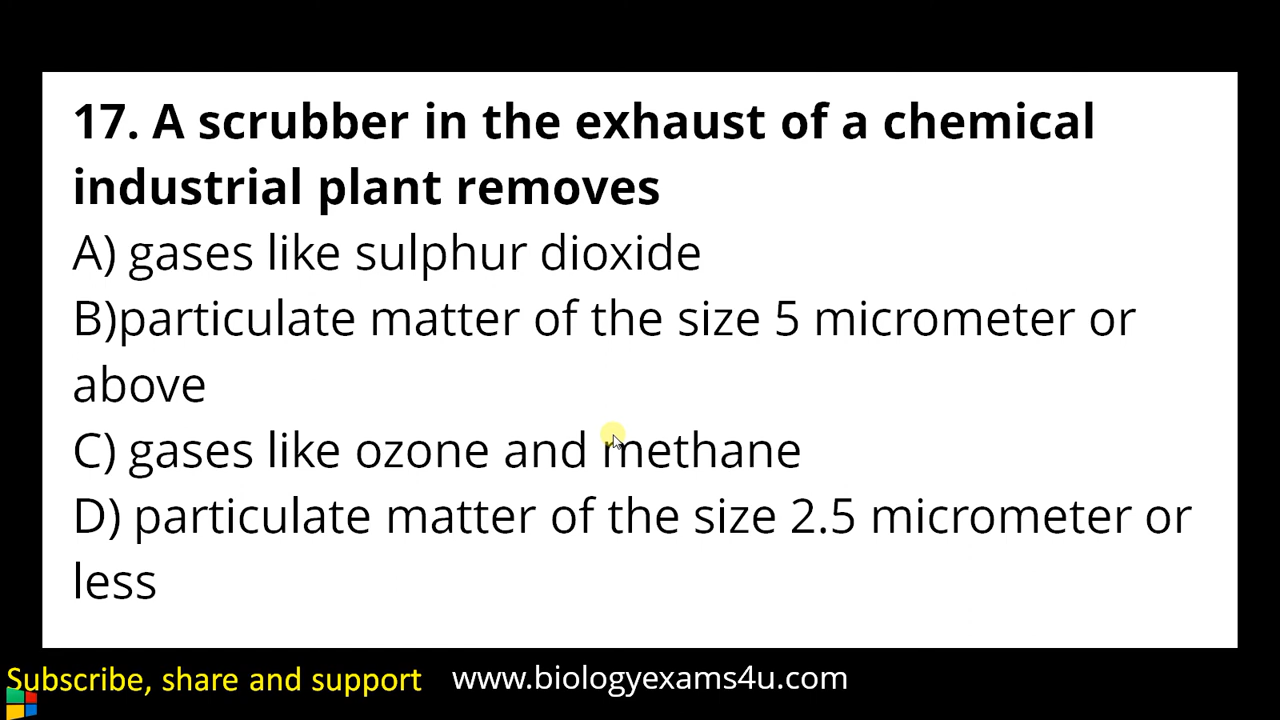 17. A scrubber in the exhaust of a chemical
industrial plant removes
A) gases like sulphur dioxide
B)particulate matter of the size 5 micrometer or
above
C) gases like ozone and methane
D) particulate matter of the size 2.5 micrometer or
less
Subscribe, share and support www.biologyexams4u.com